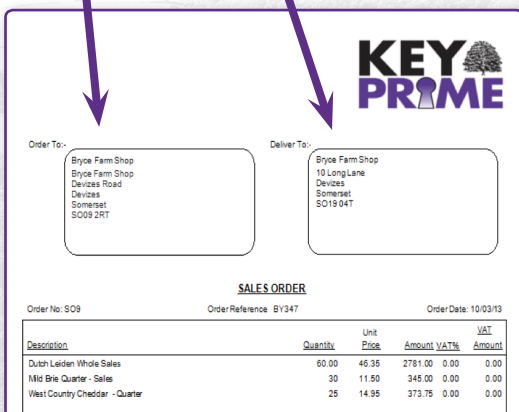 KEY
PRIME
Order To:-
Bryce Farm Shop
Bryce Farm Shop
Devizes Road
Devizes
Somerset
SO09 2RT
Deliver To:-
Bryce Farm Shop
10 Long Lane
Devizes
Somerset
SO19 04T
SALES ORDER
Order No: SO9 Order Reference BY347 Order Date: 10/03/13
Description Quantity Unit Price Amount VAT% VAT Amount
Dutch Leiden Whole Sales 60.00 46.35 2781.00 0.00 0.00
Mild Brie Quarter - Sales 30 11.50 345.00 0.00 0.00
West Country Cheddar - Quarter 25 14.95 373.75 0.00 0.00